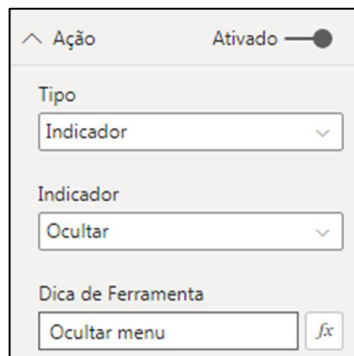 Ação Ativado
Tipo
Indicador
Indicador
Ocultar
Dica de Ferramenta
Ocultar menu fx